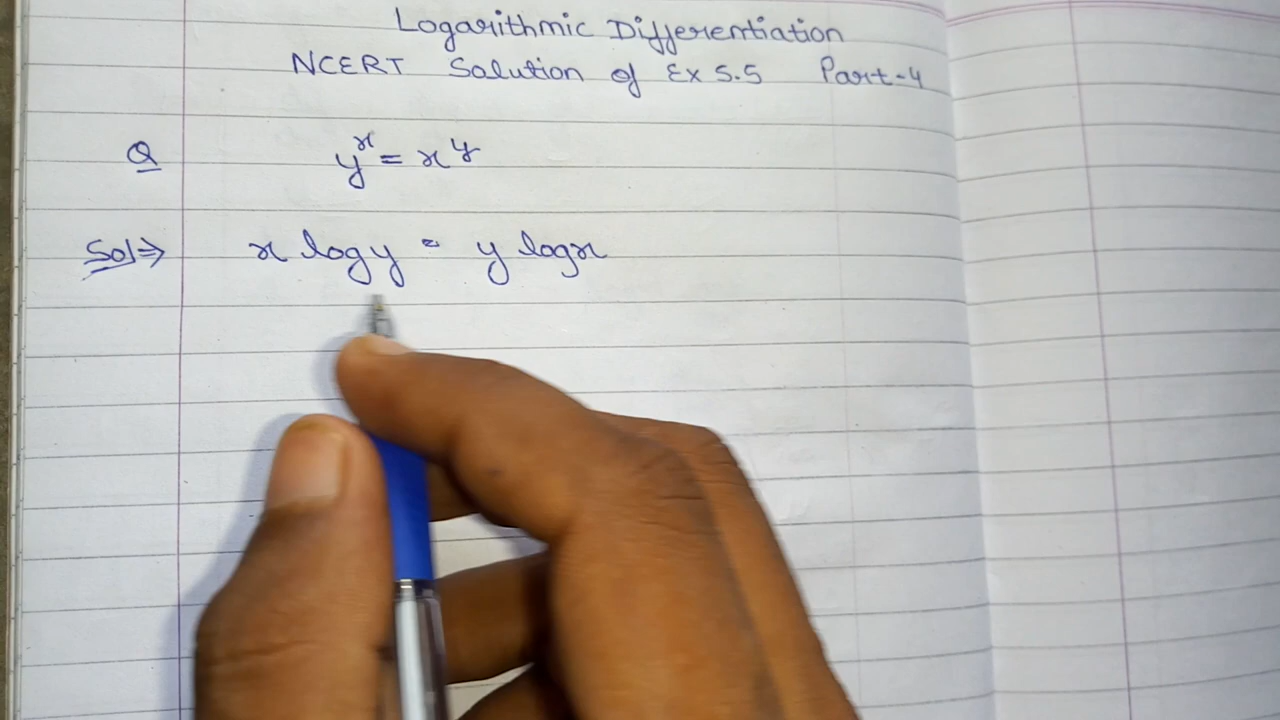 Logarithmic Differentiation
NCERT Solution of Ex 5.5 Part-4
Q y^x = x^y
Sol⇒ x log y = y log x